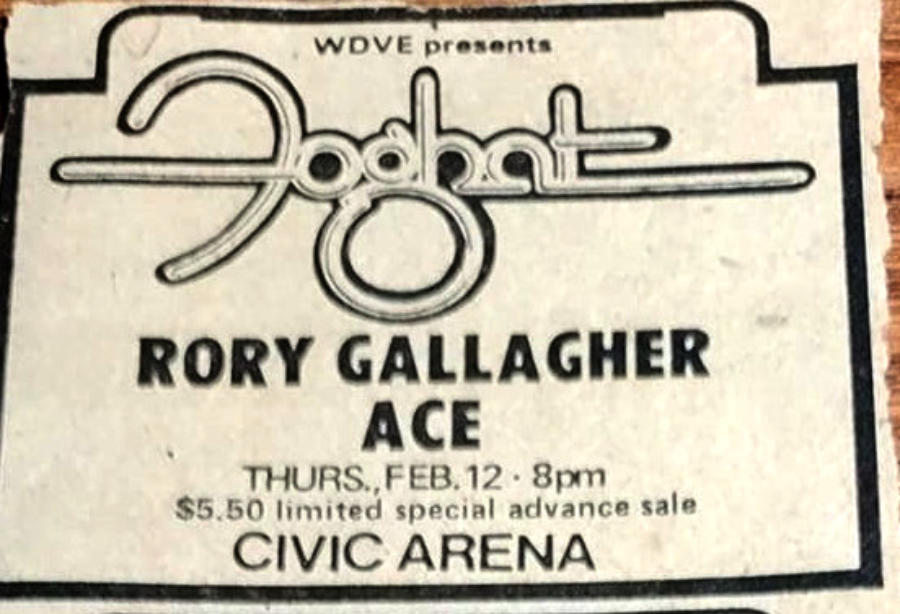 WDVE presents
Foghat
RORY GALLAGHER
ACE
THURS., FEB. 12 · 8pm
$5.50 limited special advance sale
CIVIC ARENA